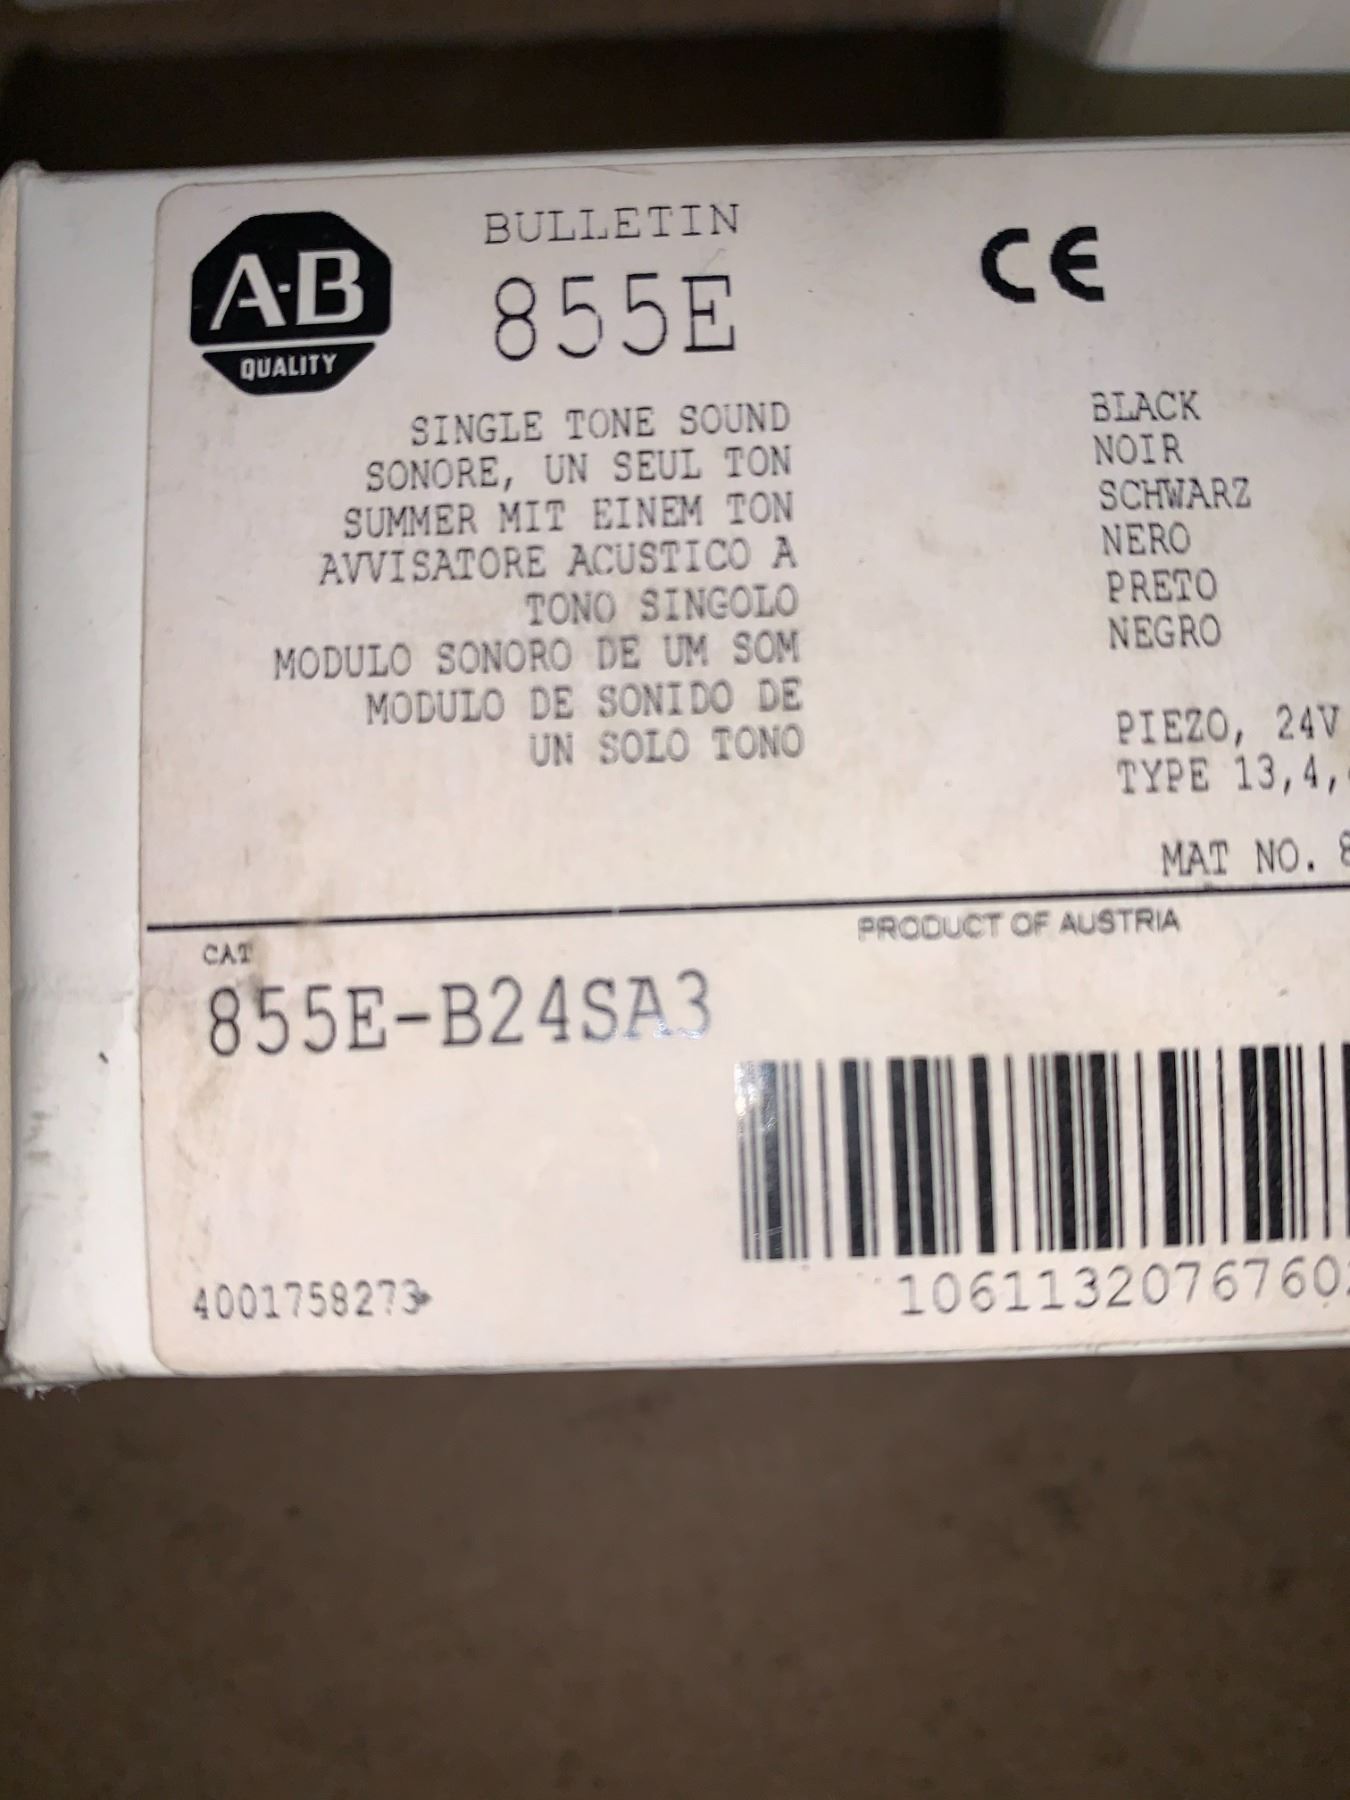 A-B
QUALITY
BULLETIN
855E
CE
SINGLE TONE SOUND
SONORE, UN SEUL TON
SUMMER MIT EINEM TON
AVVISATORE ACUSTICO A
TONO SINGOLO
MODULO SONORO DE UM SOM
MODULO DE SONIDO DE
UN SOLO TONO
BLACK
NOIR
SCHWARZ
NERO
PRETO
NEGRO
PIEZO, 24V
TYPE 13,4,
MAT NO. 8
PRODUCT OF AUSTRIA
CAT
855E-B24SA3
4001758273
10611320767602